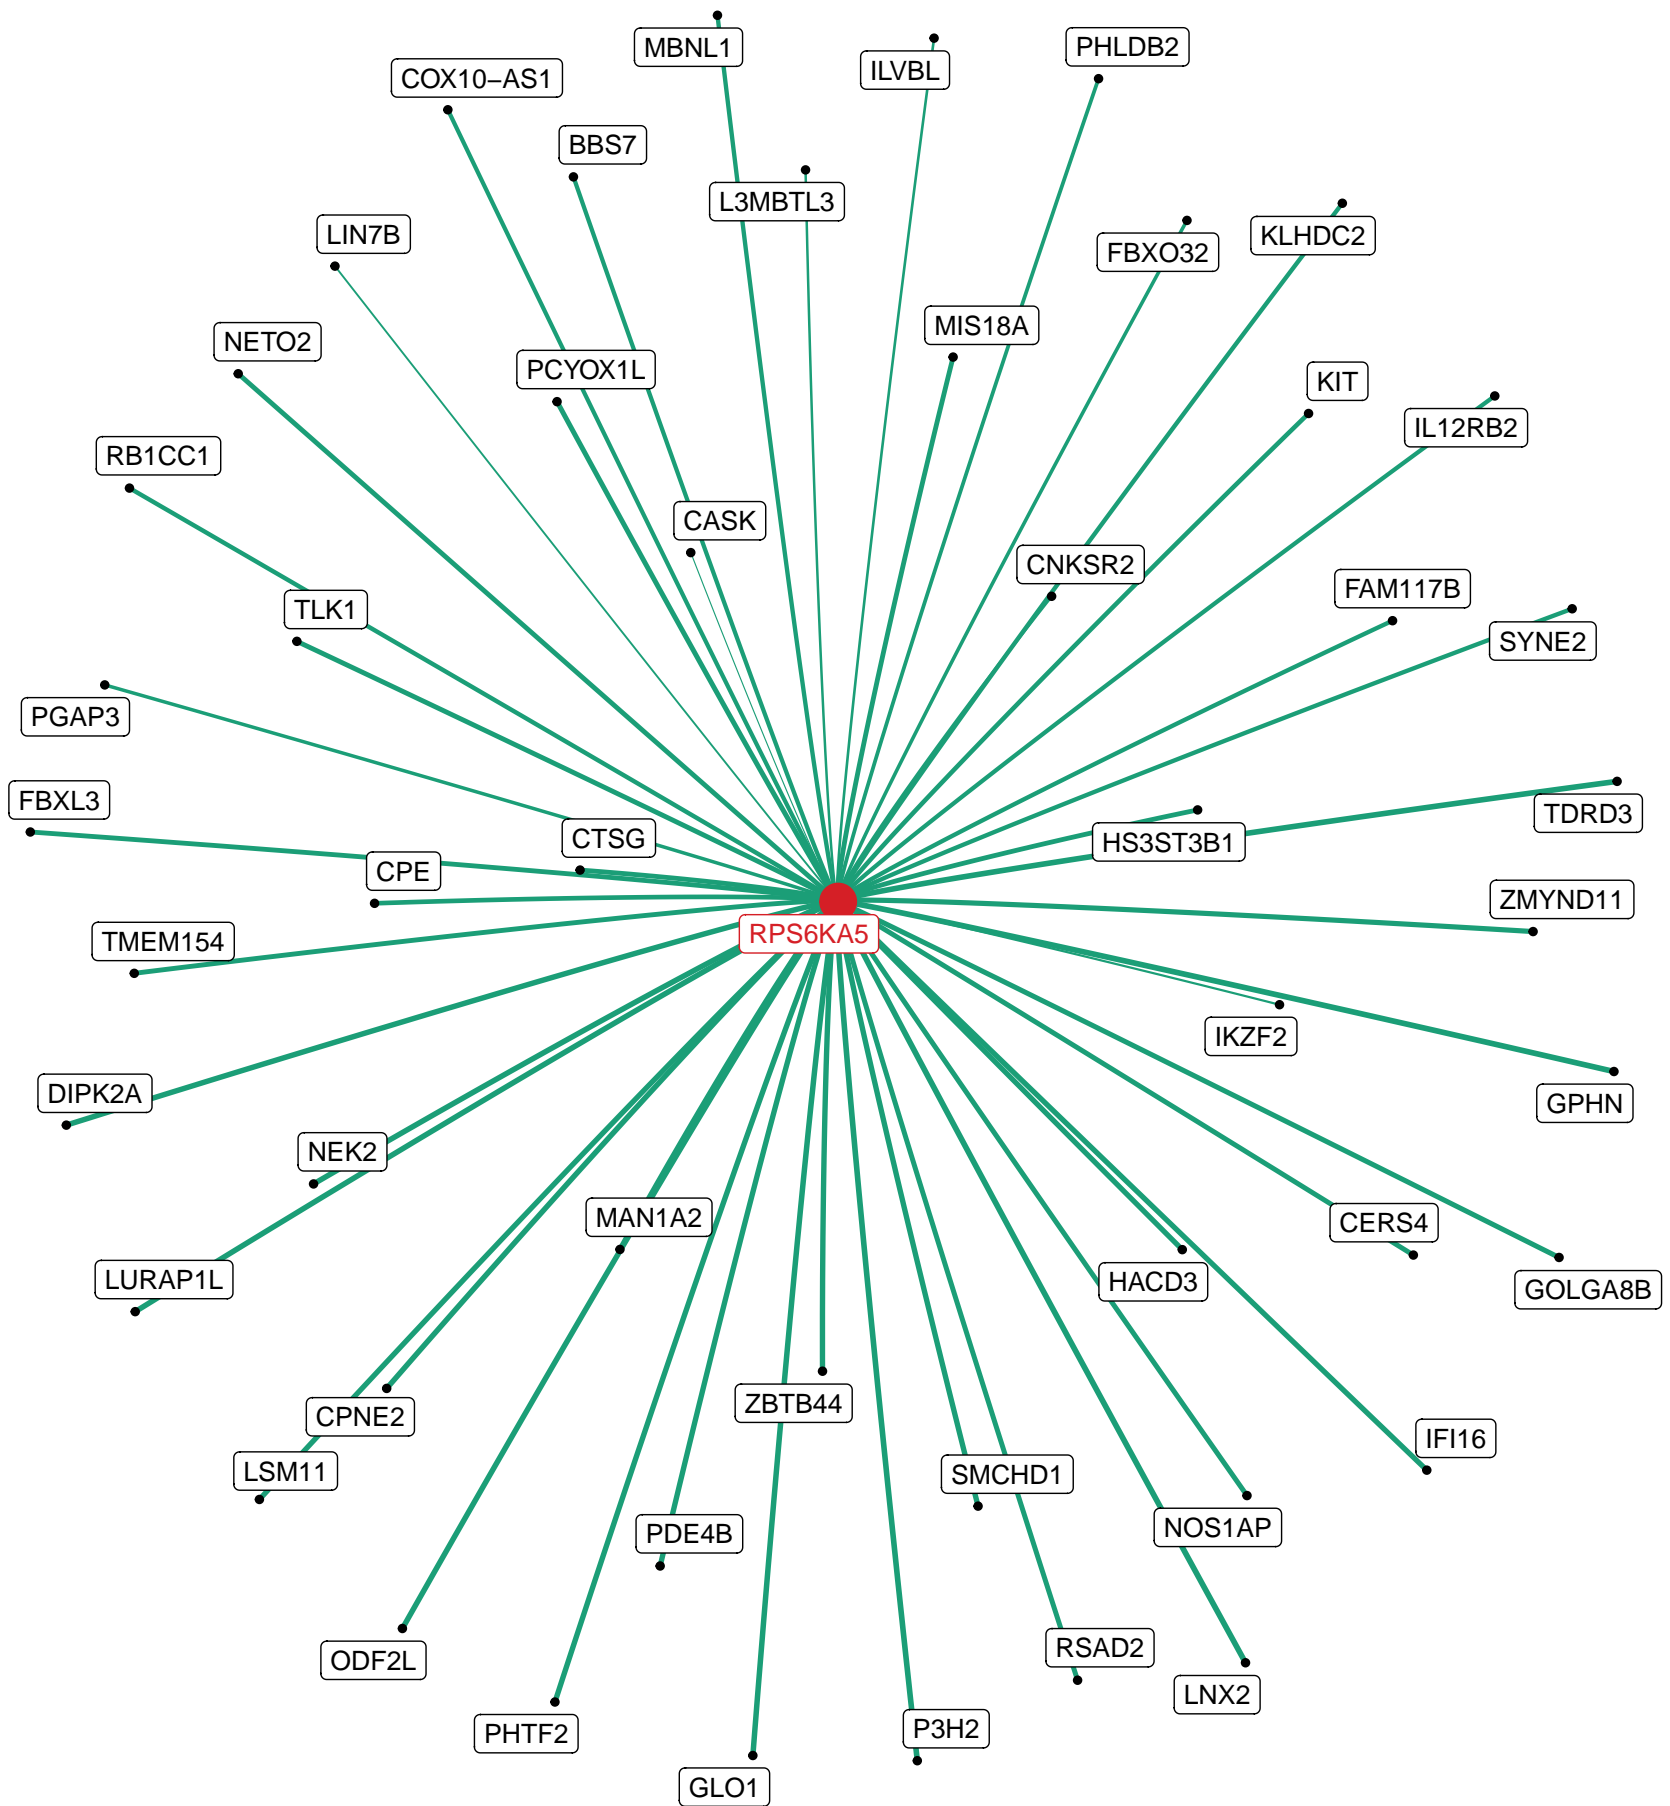 MBNL1
PHLDB2
ILVBL
COX10−AS1
BBS7
L3MBTL3
LIN7B
KLHDC2
FBXO32
MIS18A
NETO2
PCYOX1L
KIT
IL12RB2
RB1CC1
CASK
CNKSR2
FAM117B
TLK1
SYNE2
PGAP3
FBXL3
TDRD3
CTSG
HS3ST3B1
CPE
ZMYND11
RPS6KA5
TMEM154
IKZF2
DIPK2A
GPHN
NEK2
MAN1A2
CERS4
LURAP1L
HACD3
GOLGA8B
ZBTB44
CPNE2
IFI16
LSM11
SMCHD1
NOS1AP
PDE4B
RSAD2
ODF2L
LNX2
P3H2
PHTF2
GLO1